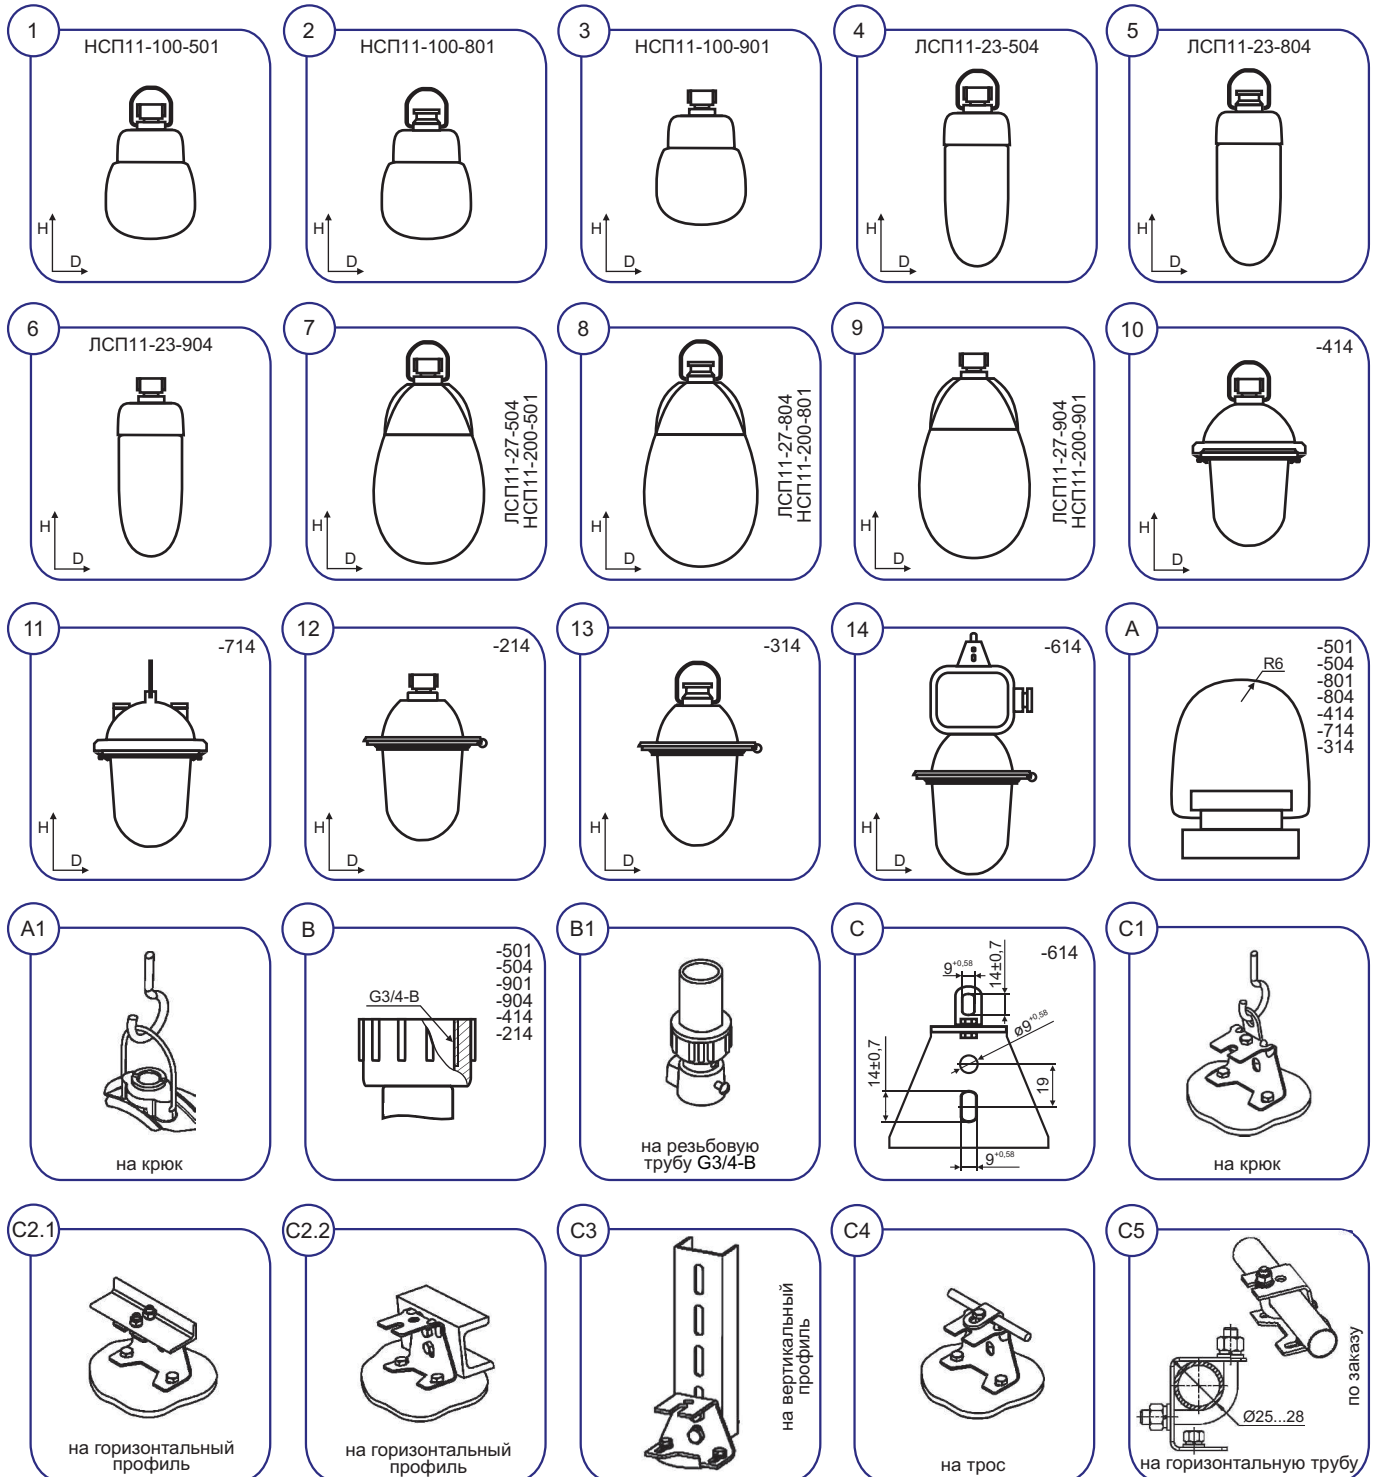 1
НСП11-100-501
H
D
2
НСП11-100-801
H
D
3
НСП11-100-901
H
D
4
ЛСП11-23-504
H
D
5
ЛСП11-23-804
H
D
6
ЛСП11-23-904
H
D
7
ЛСП11-27-504
НСП11-200-501
H
D
8
ЛСП11-27-804
НСП11-200-801
H
D
9
ЛСП11-27-904
НСП11-200-901
H
D
10
-414
H
D
11
-714
H
D
12
-214
H
D
13
-314
H
D
14
-614
H
D
A
R6
-501
-504
-801
-804
-414
-714
-314
A1
на крюк
B
G3/4-B
-501
-504
-901
-904
-414
-214
B1
на резьбовую
трубу G3/4-B
C
-614
9+0,58
14±0,7
ø9+0,58
14±0,7
19
9+0,58
C1
на крюк
C2.1
на горизонтальный
профиль
C2.2
на горизонтальный
профиль
C3
на вертикальный
профиль
C4
на трос
C5
по заказу
Ø25...28
на горизонтальную трубу